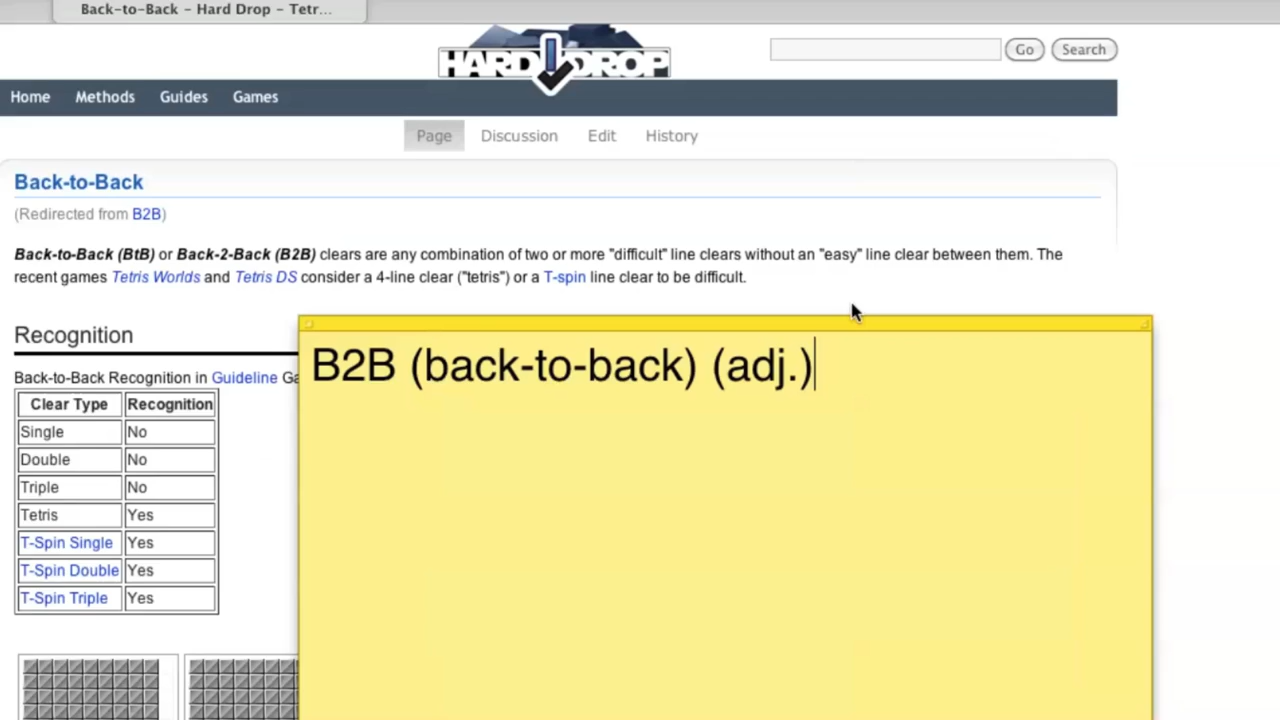 Back-to-Back – Hard Drop – Tetr...
HARD DROP
Go
Search
Home Methods Guides Games
Page Discussion Edit History
Back-to-Back
(Redirected from B2B)
Back-to-Back (BtB) or Back-2-Back (B2B) clears are any combination of two or more "difficult" line clears without an "easy" line clear between them. The
recent games Tetris Worlds and Tetris DS consider a 4-line clear ("tetris") or a T-spin line clear to be difficult.
Recognition
Back-to-Back Recognition in Guideline Ga
Clear Type Recognition
Single No
Double No
Triple No
Tetris Yes
T-Spin Single Yes
T-Spin Double Yes
T-Spin Triple Yes
B2B (back-to-back) (adj.)